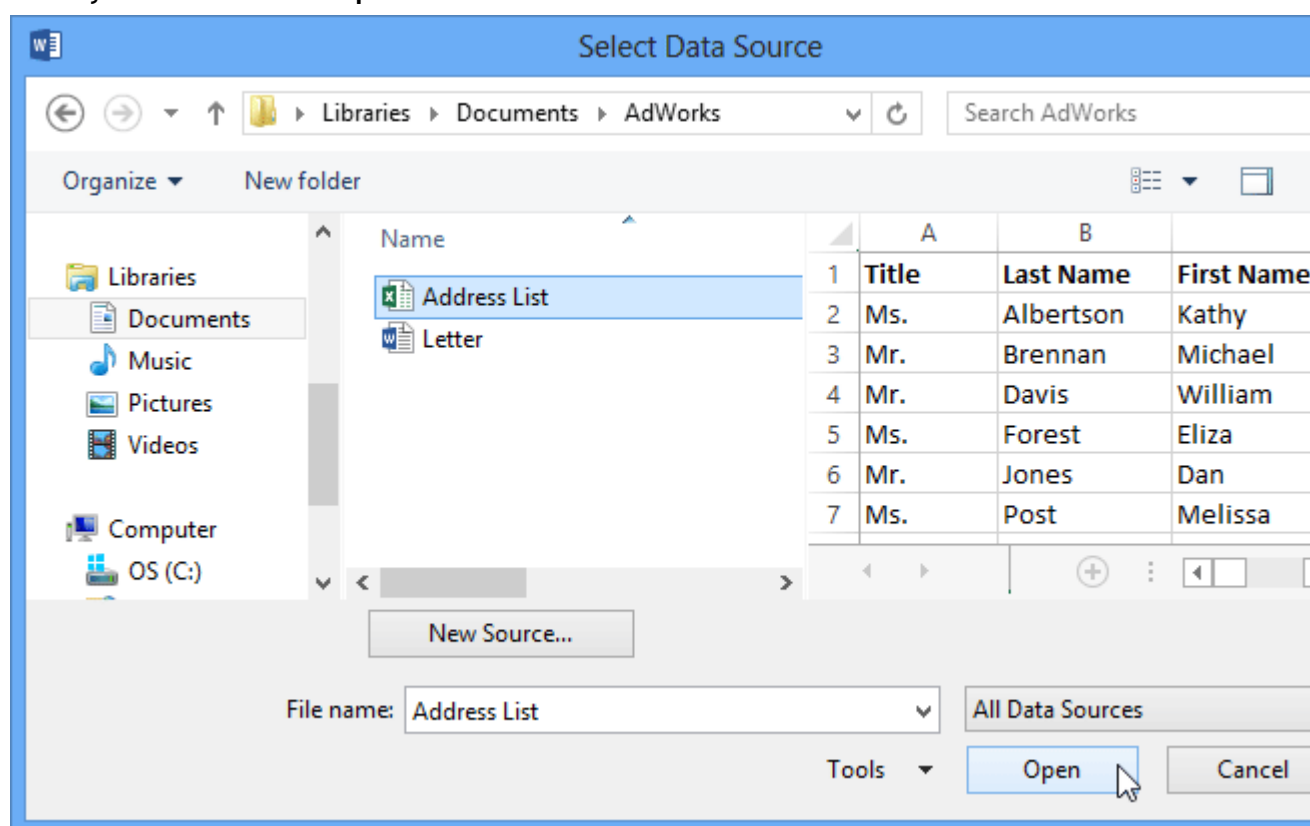 Select Data Source
Libraries Documents AdWorks
Search AdWorks
Organize
New folder
Libraries
Documents
Music
Pictures
Videos
Computer
OS (C:)
Name
Address List
Letter
A B
1 Title Last Name First Name
2 Ms. Albertson Kathy
3 Mr. Brennan Michael
4 Mr. Davis William
5 Ms. Forest Eliza
6 Mr. Jones Dan
7 Ms. Post Melissa
New Source...
File name: Address List
All Data Sources
Tools
Open
Cancel